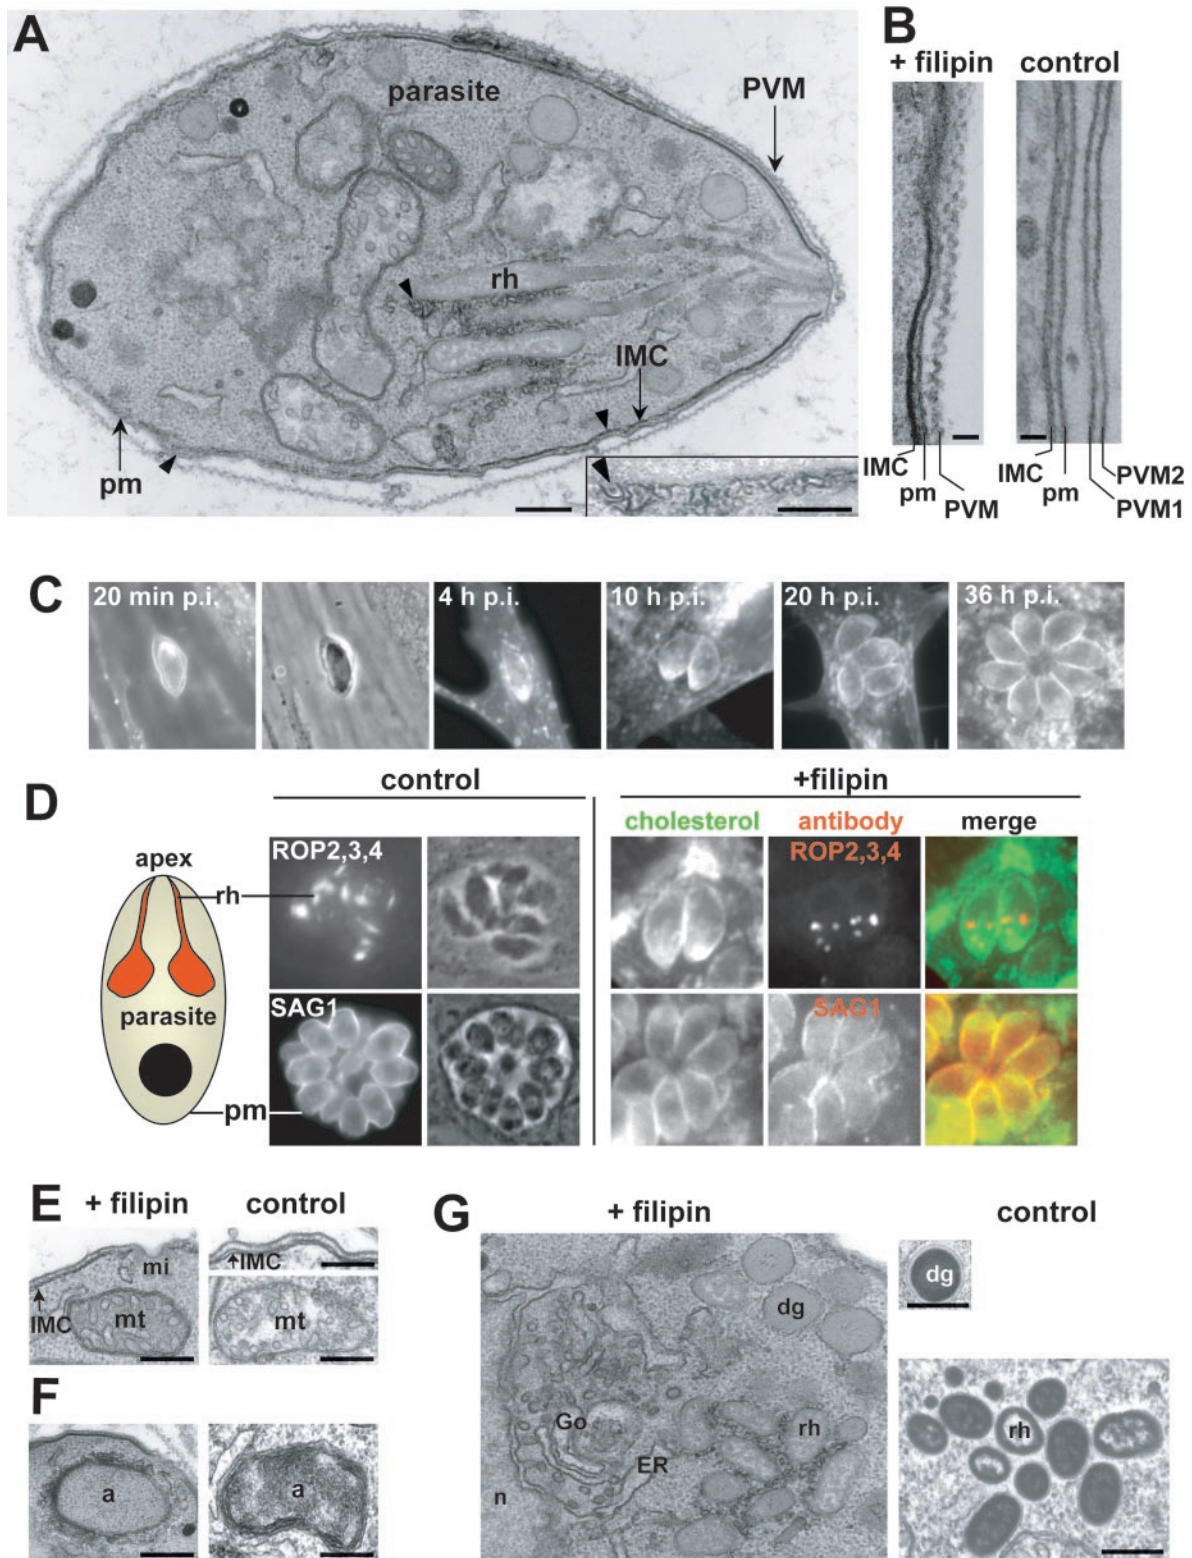 A
parasite
PVM
rh
IMC
pm
B
+ filipin
control
IMC
pm
PVM
IMC
pm
PVM2
PVM1
C
20 min p.i.
4 h p.i.
10 h p.i.
20 h p.i.
36 h p.i.
D
control
+filipin
cholesterol
antibody
merge
apex
rh
parasite
pm
ROP2,3,4
SAG1
ROP2,3,4
SAG1
E
+ filipin
control
mi
IMC
mt
IMC
mt
F
a
a
G
+ filipin
control
dg
Go
rh
ER
n
dg
rh